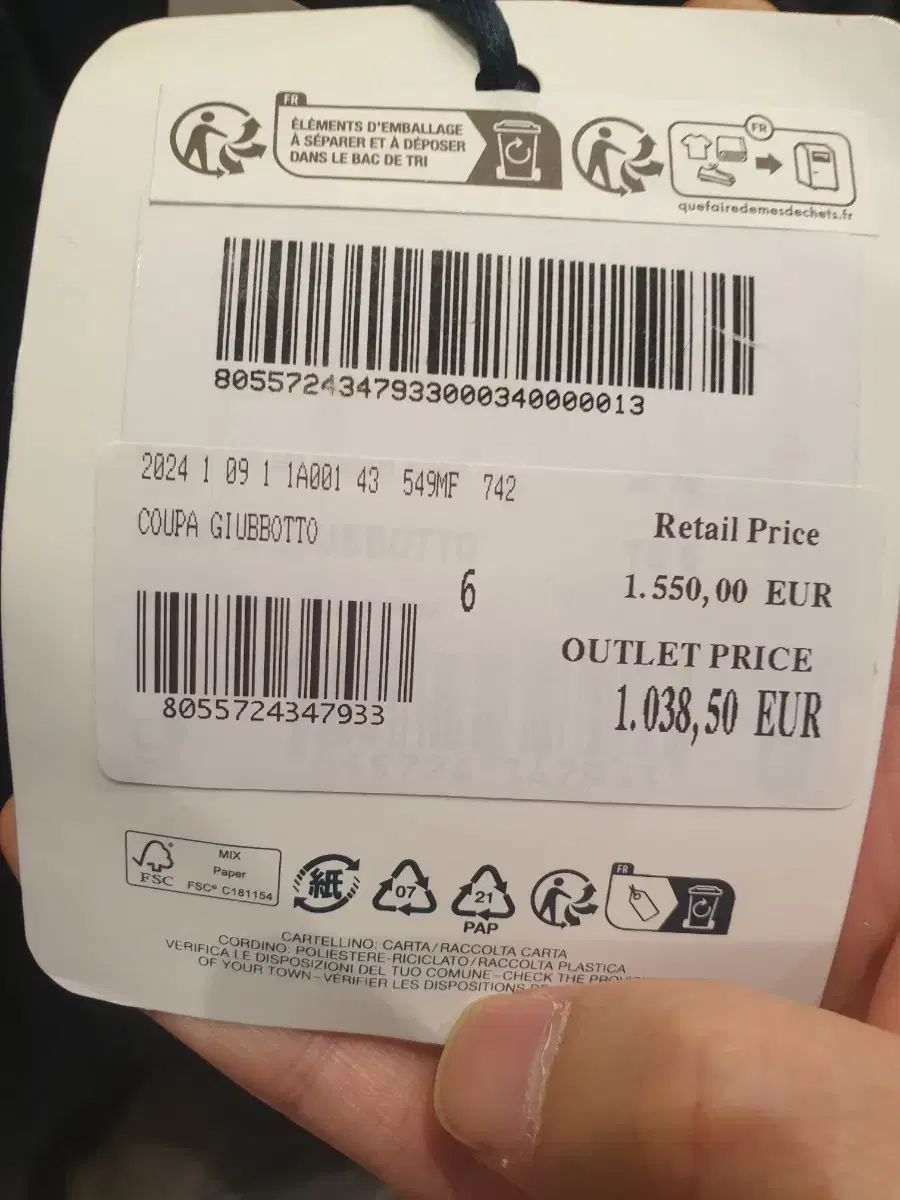 FR
ÉLÉMENTS D'EMBALLAGE
À SÉPARER ET À DÉPOSER
DANS LE BAC DE TRI
FR
quefairedemesdechets.fr
8055724347933000340000013
2024 1 09 1 1A001 43 549MF 742
COUPA GIUBBOTTO
Retail Price
6
1.550,00 EUR
OUTLET PRICE
1.038,50 EUR
8055724347933
FSC
MIX
Paper
FSC® C181154
紙
07
21
PAP
FR
CARTELLINO: CARTA/RACCOLTA CARTA
CORDINO: POLIESTERE-RICICLATO/RACCOLTA PLASTICA
VERIFICA LE DISPOSIZIONI DEL TUO COMUNE-CHECK THE
OF YOUR TOWN-VÉRIFIER LES DISPOSITIONS